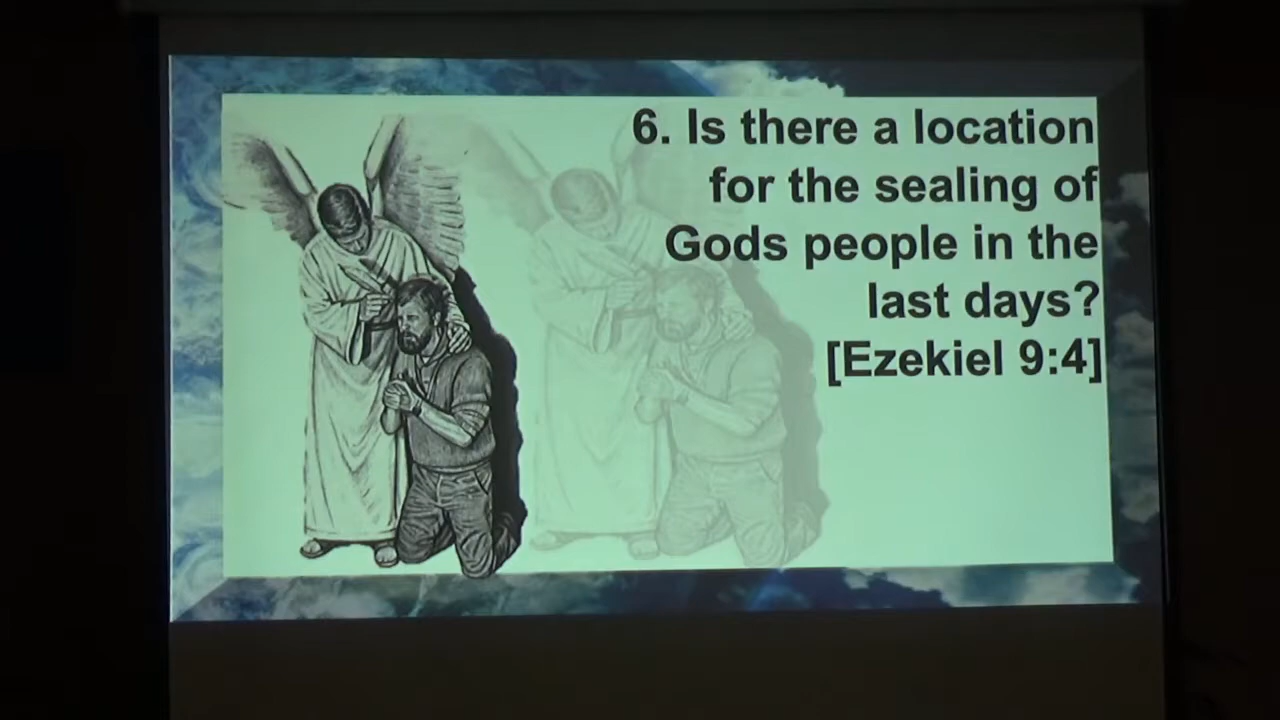 6. Is there a location
for the sealing of
Gods people in the
last days?
[Ezekiel 9:4]